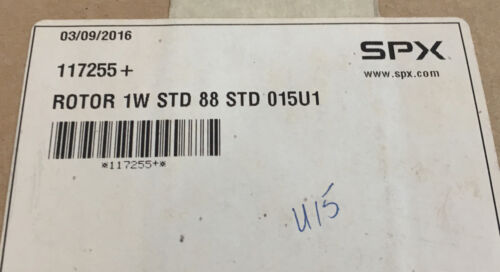 03/09/2016
SPX
www.spx.com
117255+
ROTOR 1W STD 88 STD 015U1
*117255+*
U15